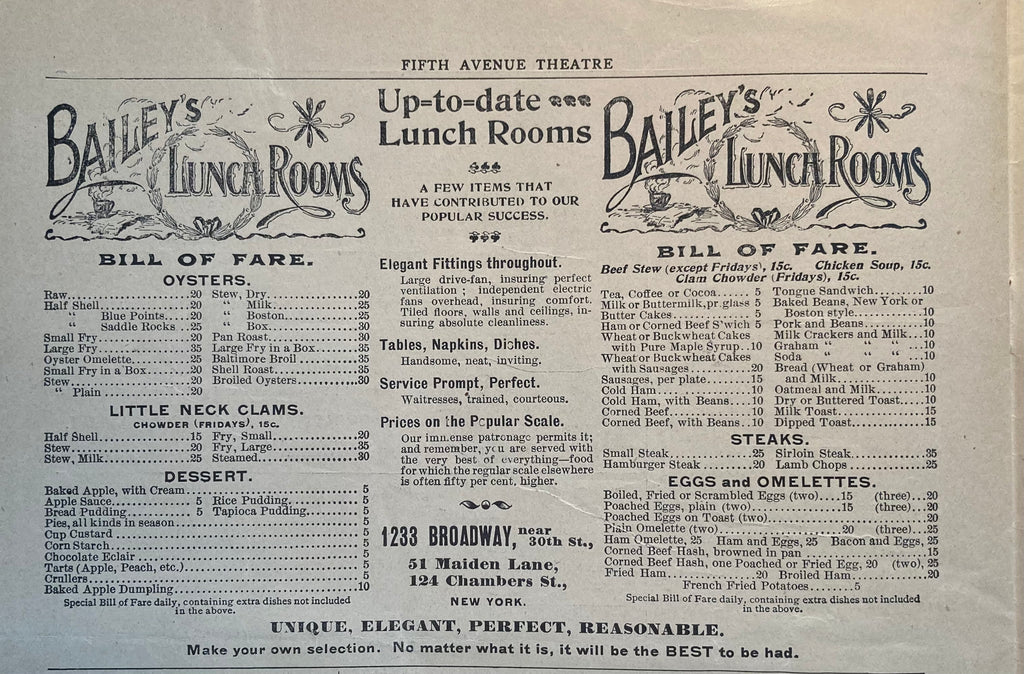 FIFTH AVENUE THEATRE
BAILEY'S
LUNCH ROOMS
BILL OF FARE.
OYSTERS.
Raw....................20
Half Shell.............20
“ Blue Points....20
“ Saddle Rocks ..25
Small Fry..............20
Large Fry..............35
Oyster Omelette........25
Small Fry in a Box.....20
Stew...................20
“ Plain ...............20
Stew, Dry..............20
“ Milk.................25
“ Boston...............25
“ Box..................30
Pan Roast..............30
Large Fry in a Box.....35
Baltimore Broil........35
Shell Roast............35
Broiled Oysters........30
LITTLE NECK CLAMS.
CHOWDER (FRIDAYS), 15c.
Half Shell.............15
Stew...................20
Stew, Milk.............25
Fry, Small.............20
Fry, Large.............35
Steamed................30
DESSERT.
Baked Apple, with Cream..............5
Apple Sauce...... 5 Rice Pudding.....5
Bread Pudding .... 5 Tapioca Pudding.....5
Pies, all kinds in season............5
Cup Custard .........................5
Corn Starch..........................5
Chocolate Eclair ....................5
Tarts (Apple, Peach, etc.)...........5
Crullers.............................5
Baked Apple Dumpling................10
Special Bill of Fare daily, containing extra dishes not included
in the above.
Up=to=date
Lunch Rooms
A FEW ITEMS THAT
HAVE CONTRIBUTED TO OUR
POPULAR SUCCESS.
Elegant Fittings throughout.
Large drive-fan, insuring perfect
ventilation ; independent electric
fans overhead, insuring comfort.
Tiled floors, walls and ceilings, in-
suring absolute cleanliness.
Tables, Napkins, Dishes.
Handsome, neat, inviting.
Service Prompt, Perfect.
Waitresses, trained, courteous.
Prices on the Popular Scale.
Our immense patronage permits it;
and remember, you are served with
the very best of everything—food
for which the regular scale elsewhere
is often fifty per cent. higher.
1233 BROADWAY, near 30th St.,
51 Maiden Lane,
124 Chambers St.,
NEW YORK.
BAILEY'S
LUNCH ROOMS
BILL OF FARE.
Beef Stew (except Fridays), 15c. Chicken Soup, 15c.
Clam Chowder (Fridays), 15c.
Tea, Coffee or Cocoa...... 5
Milk or Buttermilk, pr. glass 5
Butter Cakes.............. 5
Ham or Corned Beef S'wich 5
Wheat or Buckwheat Cakes
with Pure Maple Syrup..10
Wheat or Buckwheat Cakes
with Sausages...........20
Sausages, per plate.......15
Cold Ham..................10
Cold Ham, with Beans.....10
Corned Beef...............10
Corned Beef, with Beans..10
Tongue Sandwich...........10
Baked Beans, New York or
Boston style..............10
Pork and Beans............10
Milk Crackers and Milk....10
Graham “ “ “ ...10
Soda “ “ “ ...10
Bread (Wheat or Graham)
and Milk..................10
Oatmeal and Milk..........10
Dry or Buttered Toast.....10
Milk Toast................15
Dipped Toast..............15
STEAKS.
Small Steak...............25 Sirloin Steak............35
Hamburger Steak ..........20 Lamb Chops ..............25
EGGS and OMELETTES.
Boiled, Fried or Scrambled Eggs (two)....15 (three)...20
Poached Eggs, plain (two)................15 (three)...20
Poached Eggs on Toast (two)..............20
Plain Omelette (two).....................20 (three)...25
Ham Omelette, 25 Ham and Eggs, 25 Bacon and Eggs, 25
Corned Beef Hash, browned in pan ........15
Corned Beef Hash, one Poached or Fried Egg, 20 (two), 25
Fried Ham................20 Broiled Ham...............20
French Fried Potatoes......5
Special Bill of Fare daily, containing extra dishes not included
in the above.
UNIQUE, ELEGANT, PERFECT, REASONABLE.
Make your own selection. No matter what it is, it will be the BEST to be had.